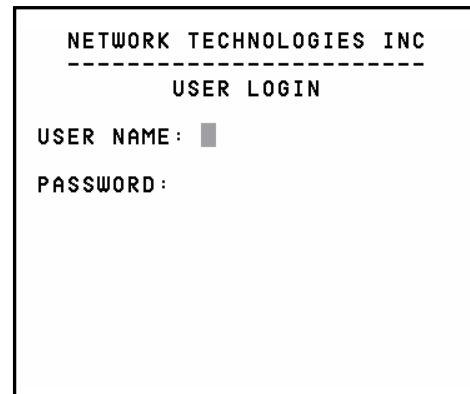 NETWORK TECHNOLOGIES INC
------------------------
USER LOGIN
USER NAME:
PASSWORD: